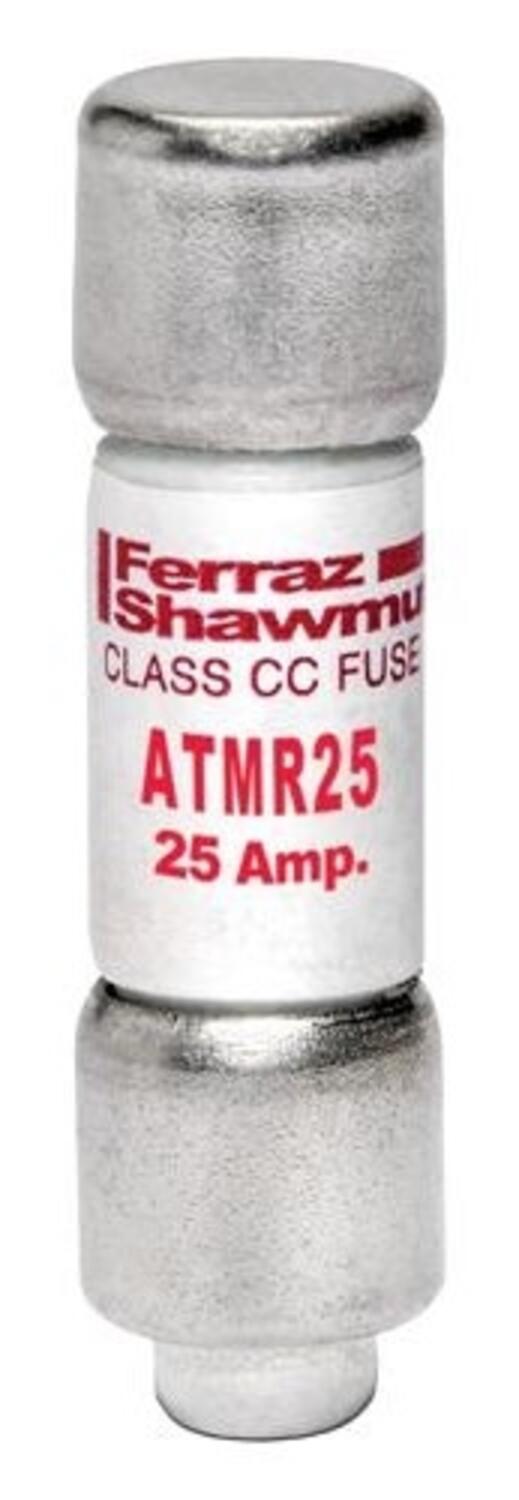 Ferraz
Shawmu
CLASS CC FUSE
ATMR25
25 Amp.